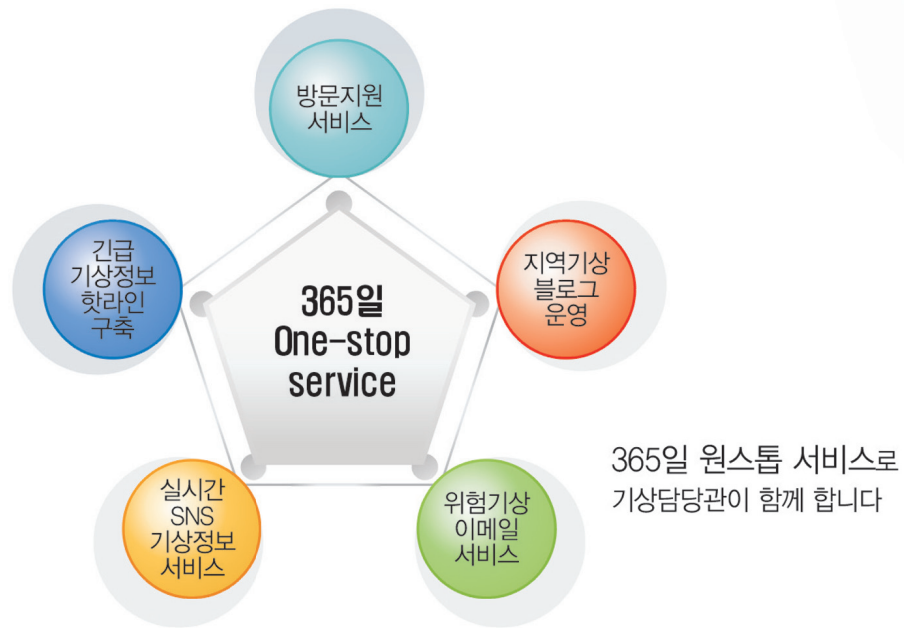 방문지원
서비스
긴급
기상정보
핫라인
구축
지역기상
블로그
운영
365일
One-stop
service
실시간
SNS
기상정보
서비스
위험기상
이메일
서비스
365일 원스톱 서비스로
기상담당관이 함께 합니다